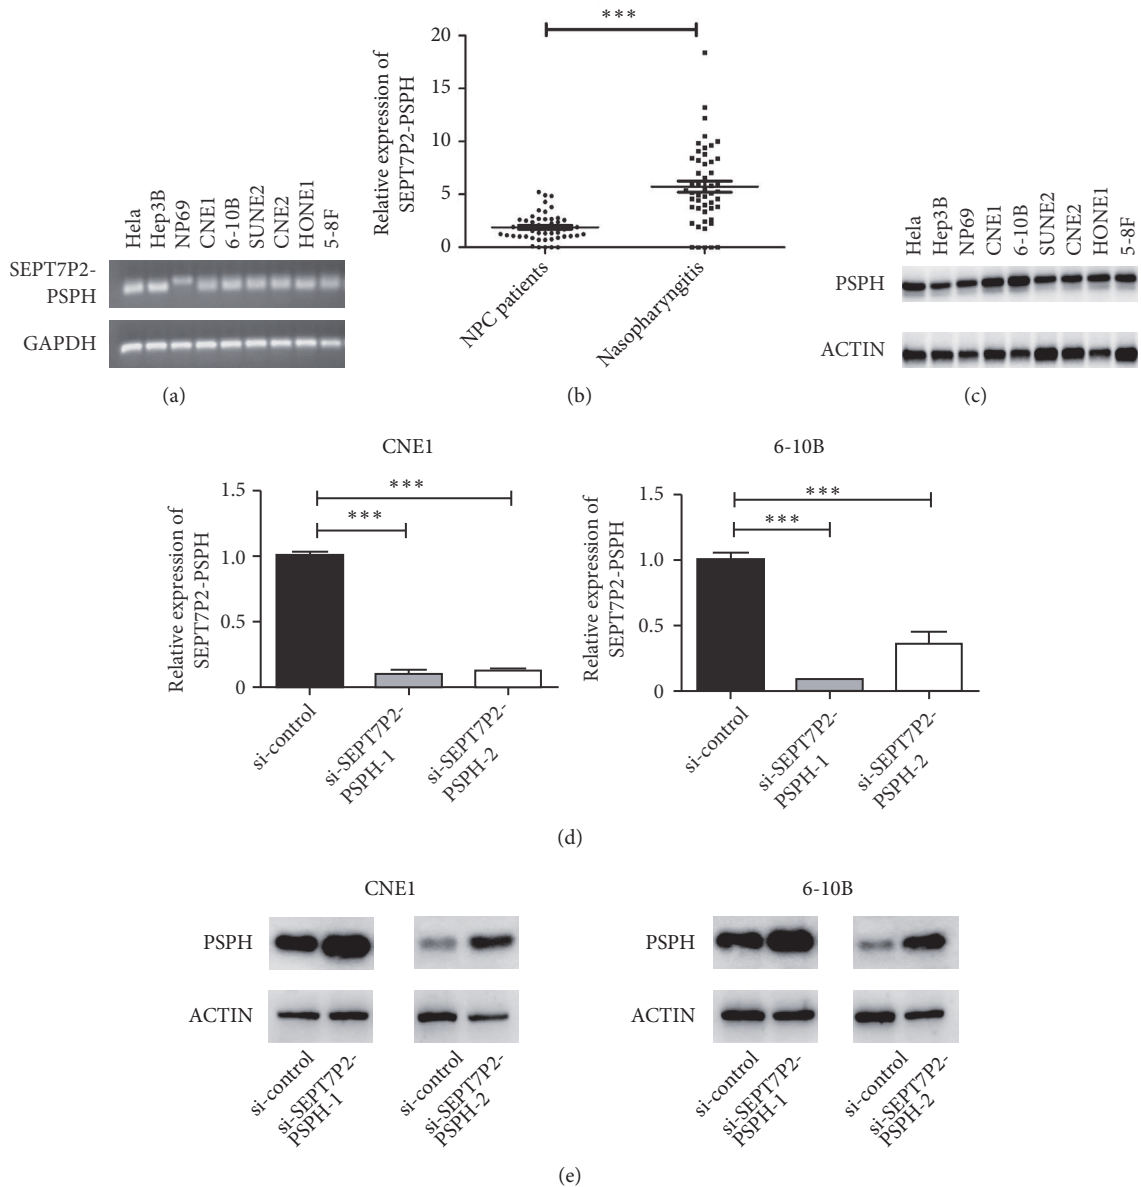 Hela
Hep3B
NP69
CNE1
6-10B
SUNE2
CNE2
HONE1
5-8F
SEPT7P2-
PSPH
GAPDH
(a)
***
Relative expression of
SEPT7P2-PSPH
20
15
10
5
0
NPC patients
Nasopharyngitis
(b)
Hela
Hep3B
NP69
CNE1
6-10B
SUNE2
CNE2
HONE1
5-8F
PSPH
ACTIN
(c)
CNE1
Relative expression of
SEPT7P2-PSPH
1.5
1.0
0.5
0
***
***
si-control
si-SEPT7P2-
PSPH-1
si-SEPT7P2-
PSPH-2
6-10B
Relative expression of
SEPT7P2-PSPH
1.5
1.0
0.5
0
***
***
si-control
si-SEPT7P2-
PSPH-1
si-SEPT7P2-
PSPH-2
(d)
CNE1
PSPH
ACTIN
si-control
si-SEPT7P2-
PSPH-1
si-control
si-SEPT7P2-
PSPH-2
6-10B
PSPH
ACTIN
si-control
si-SEPT7P2-
PSPH-1
si-control
si-SEPT7P2-
PSPH-2
(e)